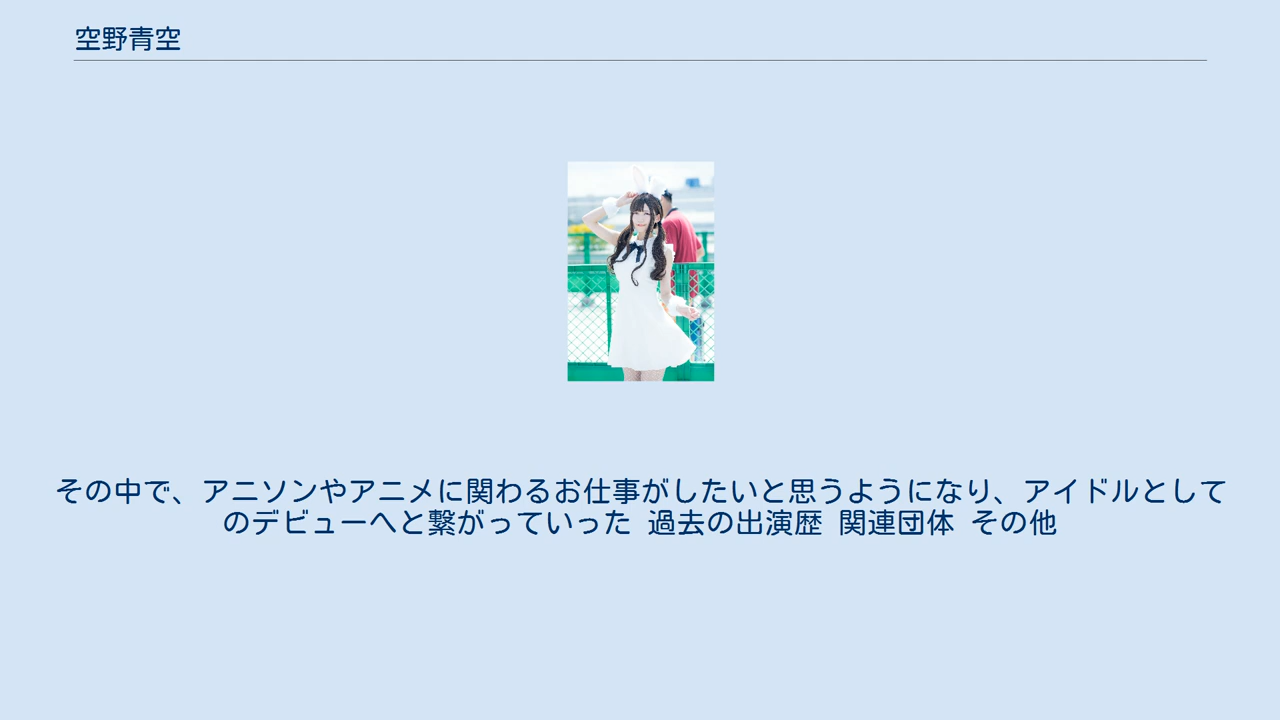 空野青空
その中で、アニソンやアニメに関わるお仕事がしたいと思うようになり、アイドルとして
のデビューへと繋がっていった 過去の出演歴 関連団体 その他